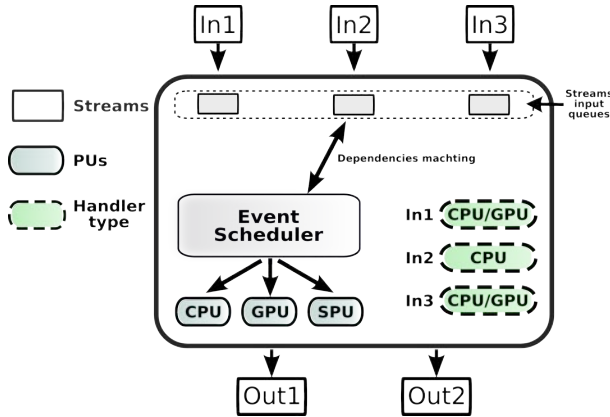 In1 In2 In3
Streams
input
queues
Streams
Dependencies machting
PUs
Handler
type
Event
Scheduler
In1 CPU/GPU
In2 CPU
In3 CPU/GPU
CPU GPU SPU
Out1 Out2